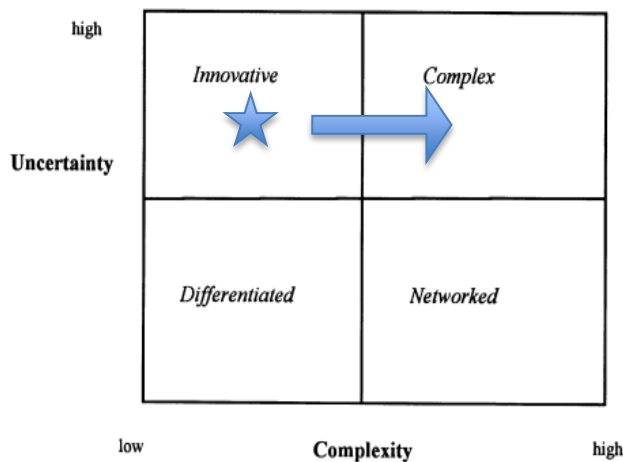 high
Innovative
Complex
Uncertainty
Differentiated
Networked
low
Complexity
high